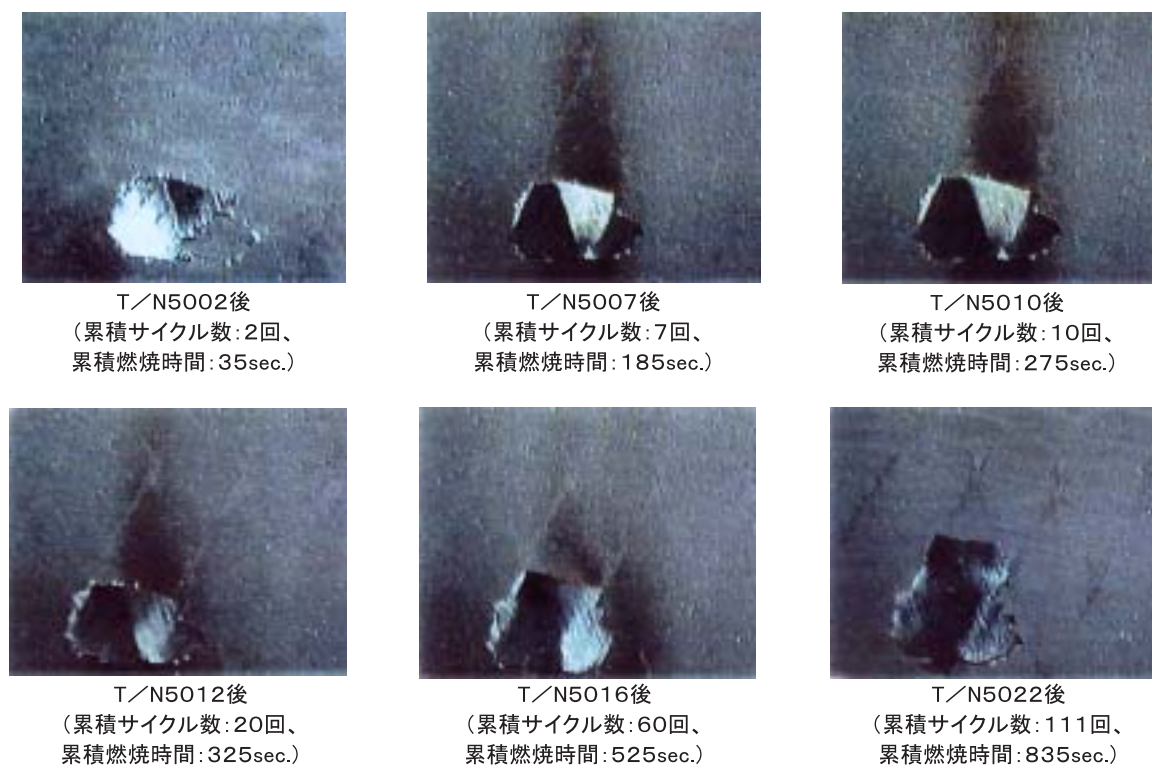 T／N5002後
（累積サイクル数：2回、
累積燃焼時間：35sec.）
T／N5007後
（累積サイクル数：7回、
累積燃焼時間：185sec.）
T／N5010後
（累積サイクル数：10回、
累積燃焼時間：275sec.）
T／N5012後
（累積サイクル数：20回、
累積燃焼時間：325sec.）
T／N5016後
（累積サイクル数：60回、
累積燃焼時間：525sec.）
T／N5022後
（累積サイクル数：111回、
累積燃焼時間：835sec.）